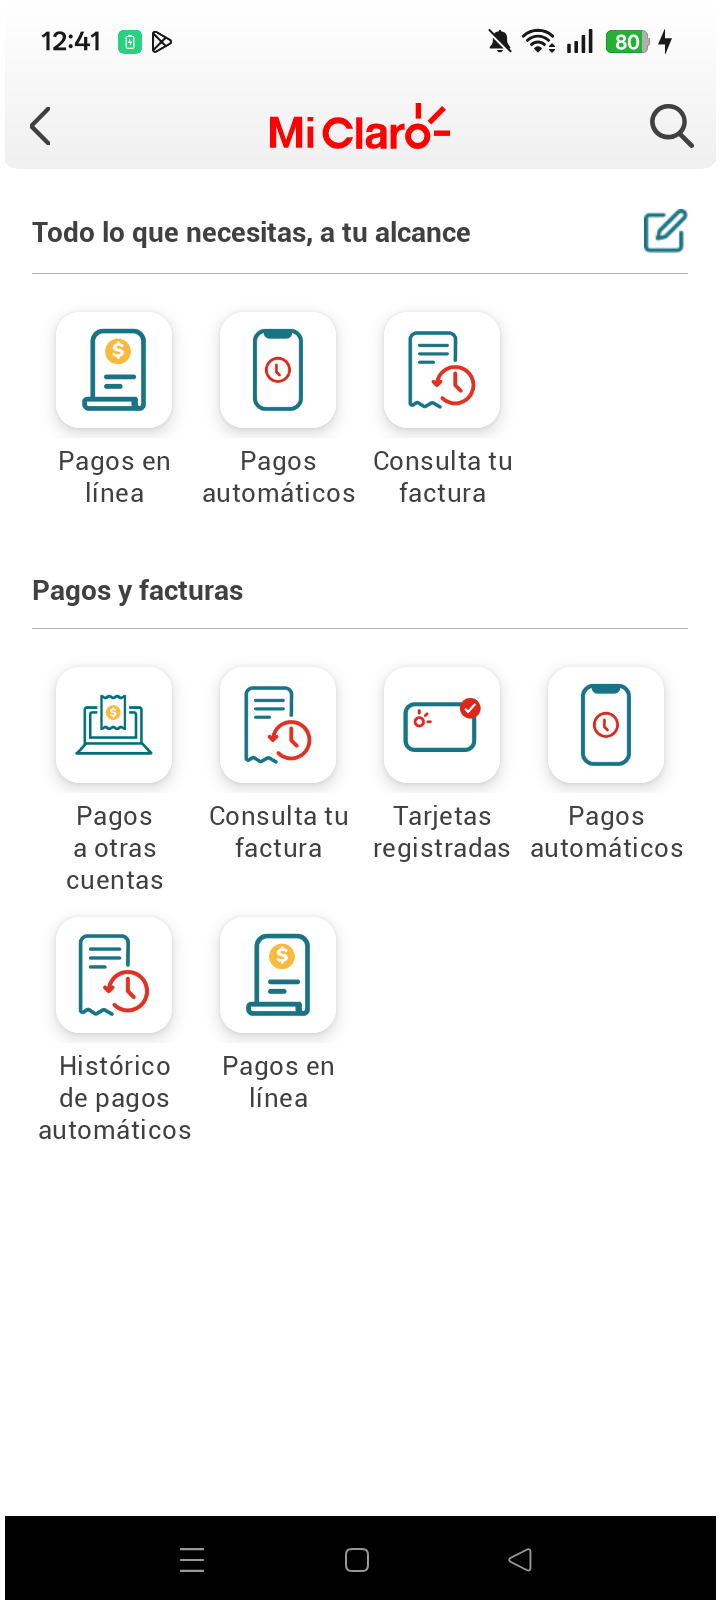 12:41
80
Mi Claro
Todo lo que necesitas, a tu alcance
$
Pagos en
línea
Pagos
automáticos
Consulta tu
factura
Pagos y facturas
$
Pagos
a otras
cuentas
Consulta tu
factura
Tarjetas
registradas
Pagos
automáticos
Histórico
de pagos
automáticos
$
Pagos en
línea